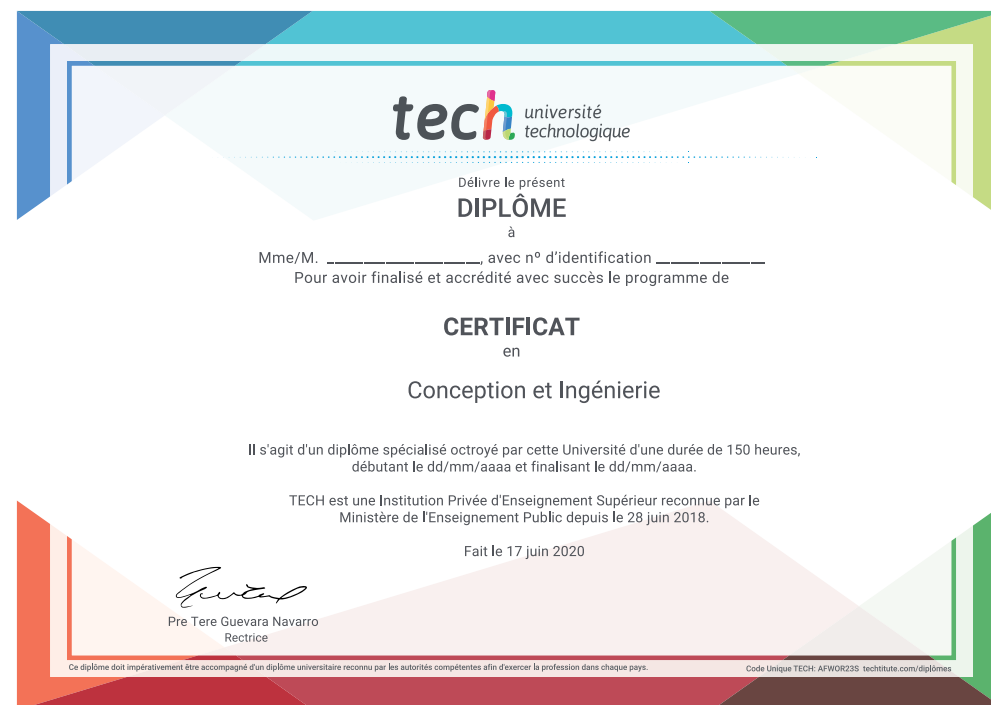 tech université
technologique
Délivre le présent
DIPLÔME
à
Mme/M. ____________________, avec nº d'identification ______________
Pour avoir finalisé et accrédité avec succès le programme de
CERTIFICAT
en
Conception et Ingénierie
Il s'agit d'un diplôme spécialisé octroyé par cette Université d'une durée de 150 heures,
débutant le dd/mm/aaaa et finalisant le dd/mm/aaaa.
TECH est une Institution Privée d'Enseignement Supérieur reconnue par le
Ministère de l'Enseignement Public depuis le 28 juin 2018.
Fait le 17 juin 2020
Pre Tere Guevara Navarro
Rectrice
Ce diplôme doit impérativement être accompagné d'un diplôme universitaire reconnu par les autorités compétentes afin d'exercer la profession dans chaque pays.
Code Unique TECH: AFWOR23S techtitute.com/diplômes